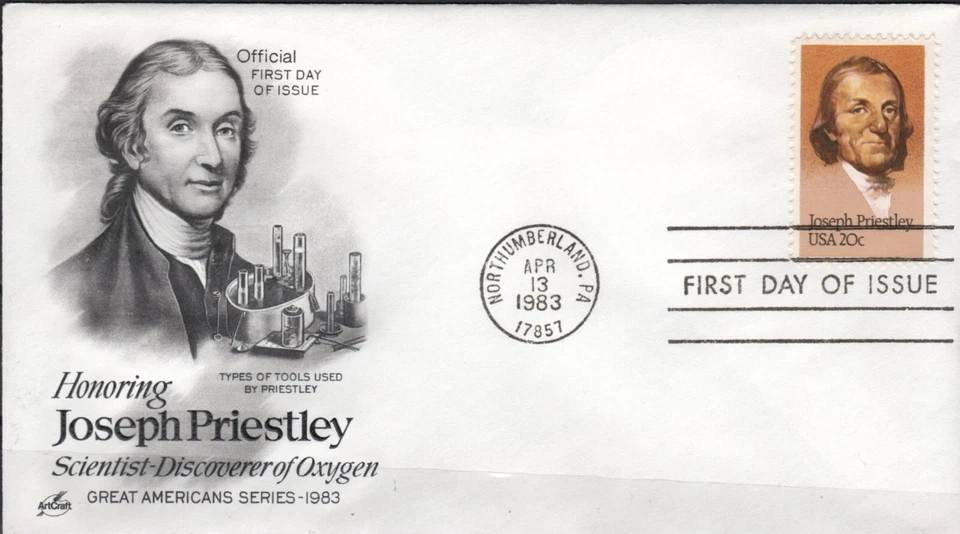 Official
FIRST DAY
OF ISSUE
TYPES OF TOOLS USED
BY PRIESTLEY
Honoring
Joseph Priestley
Scientist-Discoverer of Oxygen
GREAT AMERICANS SERIES-1983
ArtCraft
NORTHUMBERLAND, PA
APR
13
1983
17857
Joseph Priestley
USA 20c
FIRST DAY OF ISSUE